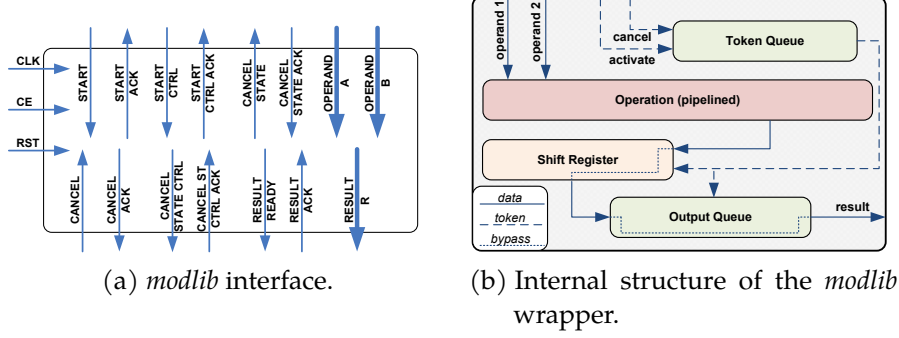 CLK
CE
RST
START
START
ACK
START
CTRL
START
CTRL ACK
CANCEL
STATE
CANCEL
STATE ACK
OPERAND
A
OPERAND
B
CANCEL
CANCEL
ACK
CANCEL
STATE CTRL
CANCEL ST
CTRL ACK
RESULT
READY
RESULT
ACK
RESULT
R
(a) modlib interface.
operand 1
operand 2
cancel
activate
Token Queue
Operation (pipelined)
Shift Register
data
token
bypass
Output Queue
result
(b) Internal structure of the modlib
wrapper.